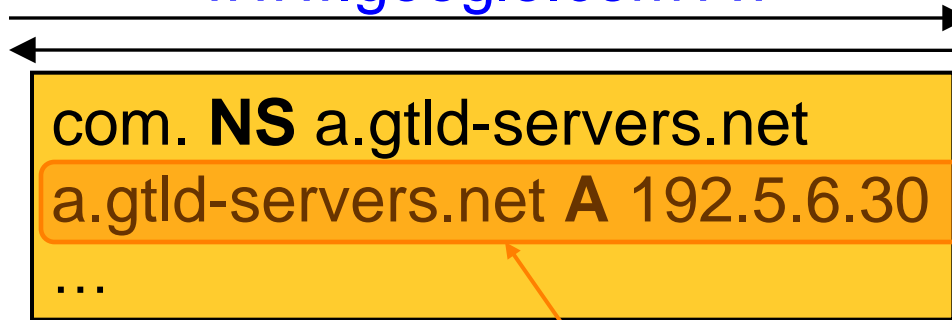 com. NS a.gtld-servers.net
a.gtld-servers.net A 192.5.6.30
…